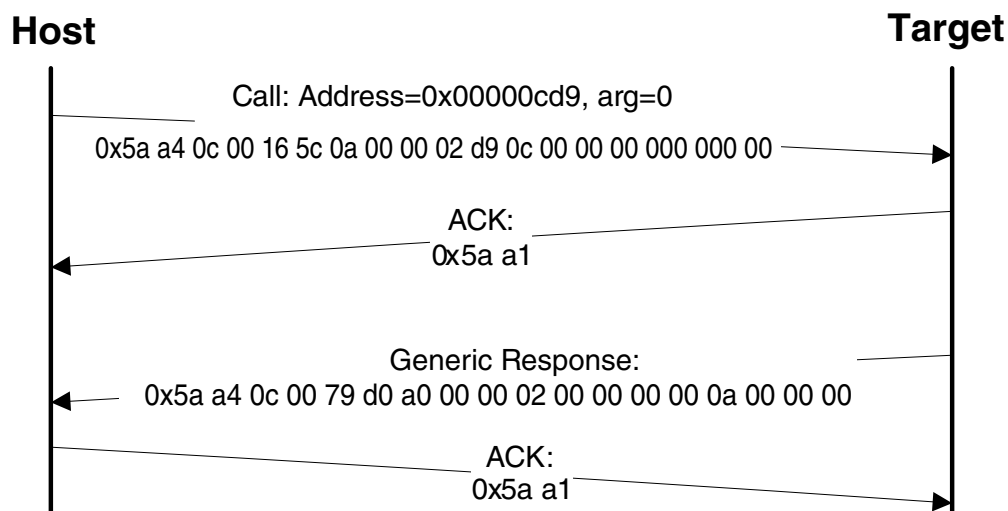 Host
Target
Call: Address=0x00000cd9, arg=0
0x5a a4 0c 00 16 5c 0a 00 00 02 d9 0c 00 00 00 000 000 00
ACK:
0x5a a1
Generic Response:
0x5a a4 0c 00 79 d0 a0 00 00 02 00 00 00 00 0a 00 00 00
ACK:
0x5a a1